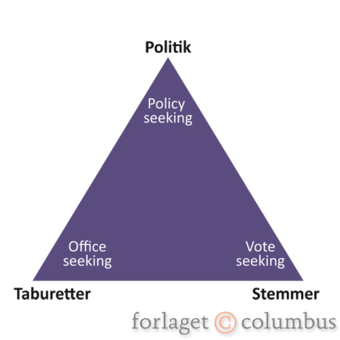 Politik
Policy
seeking
Office
seeking
Vote
seeking
Taburetter
Stemmer
forlaget © columbus